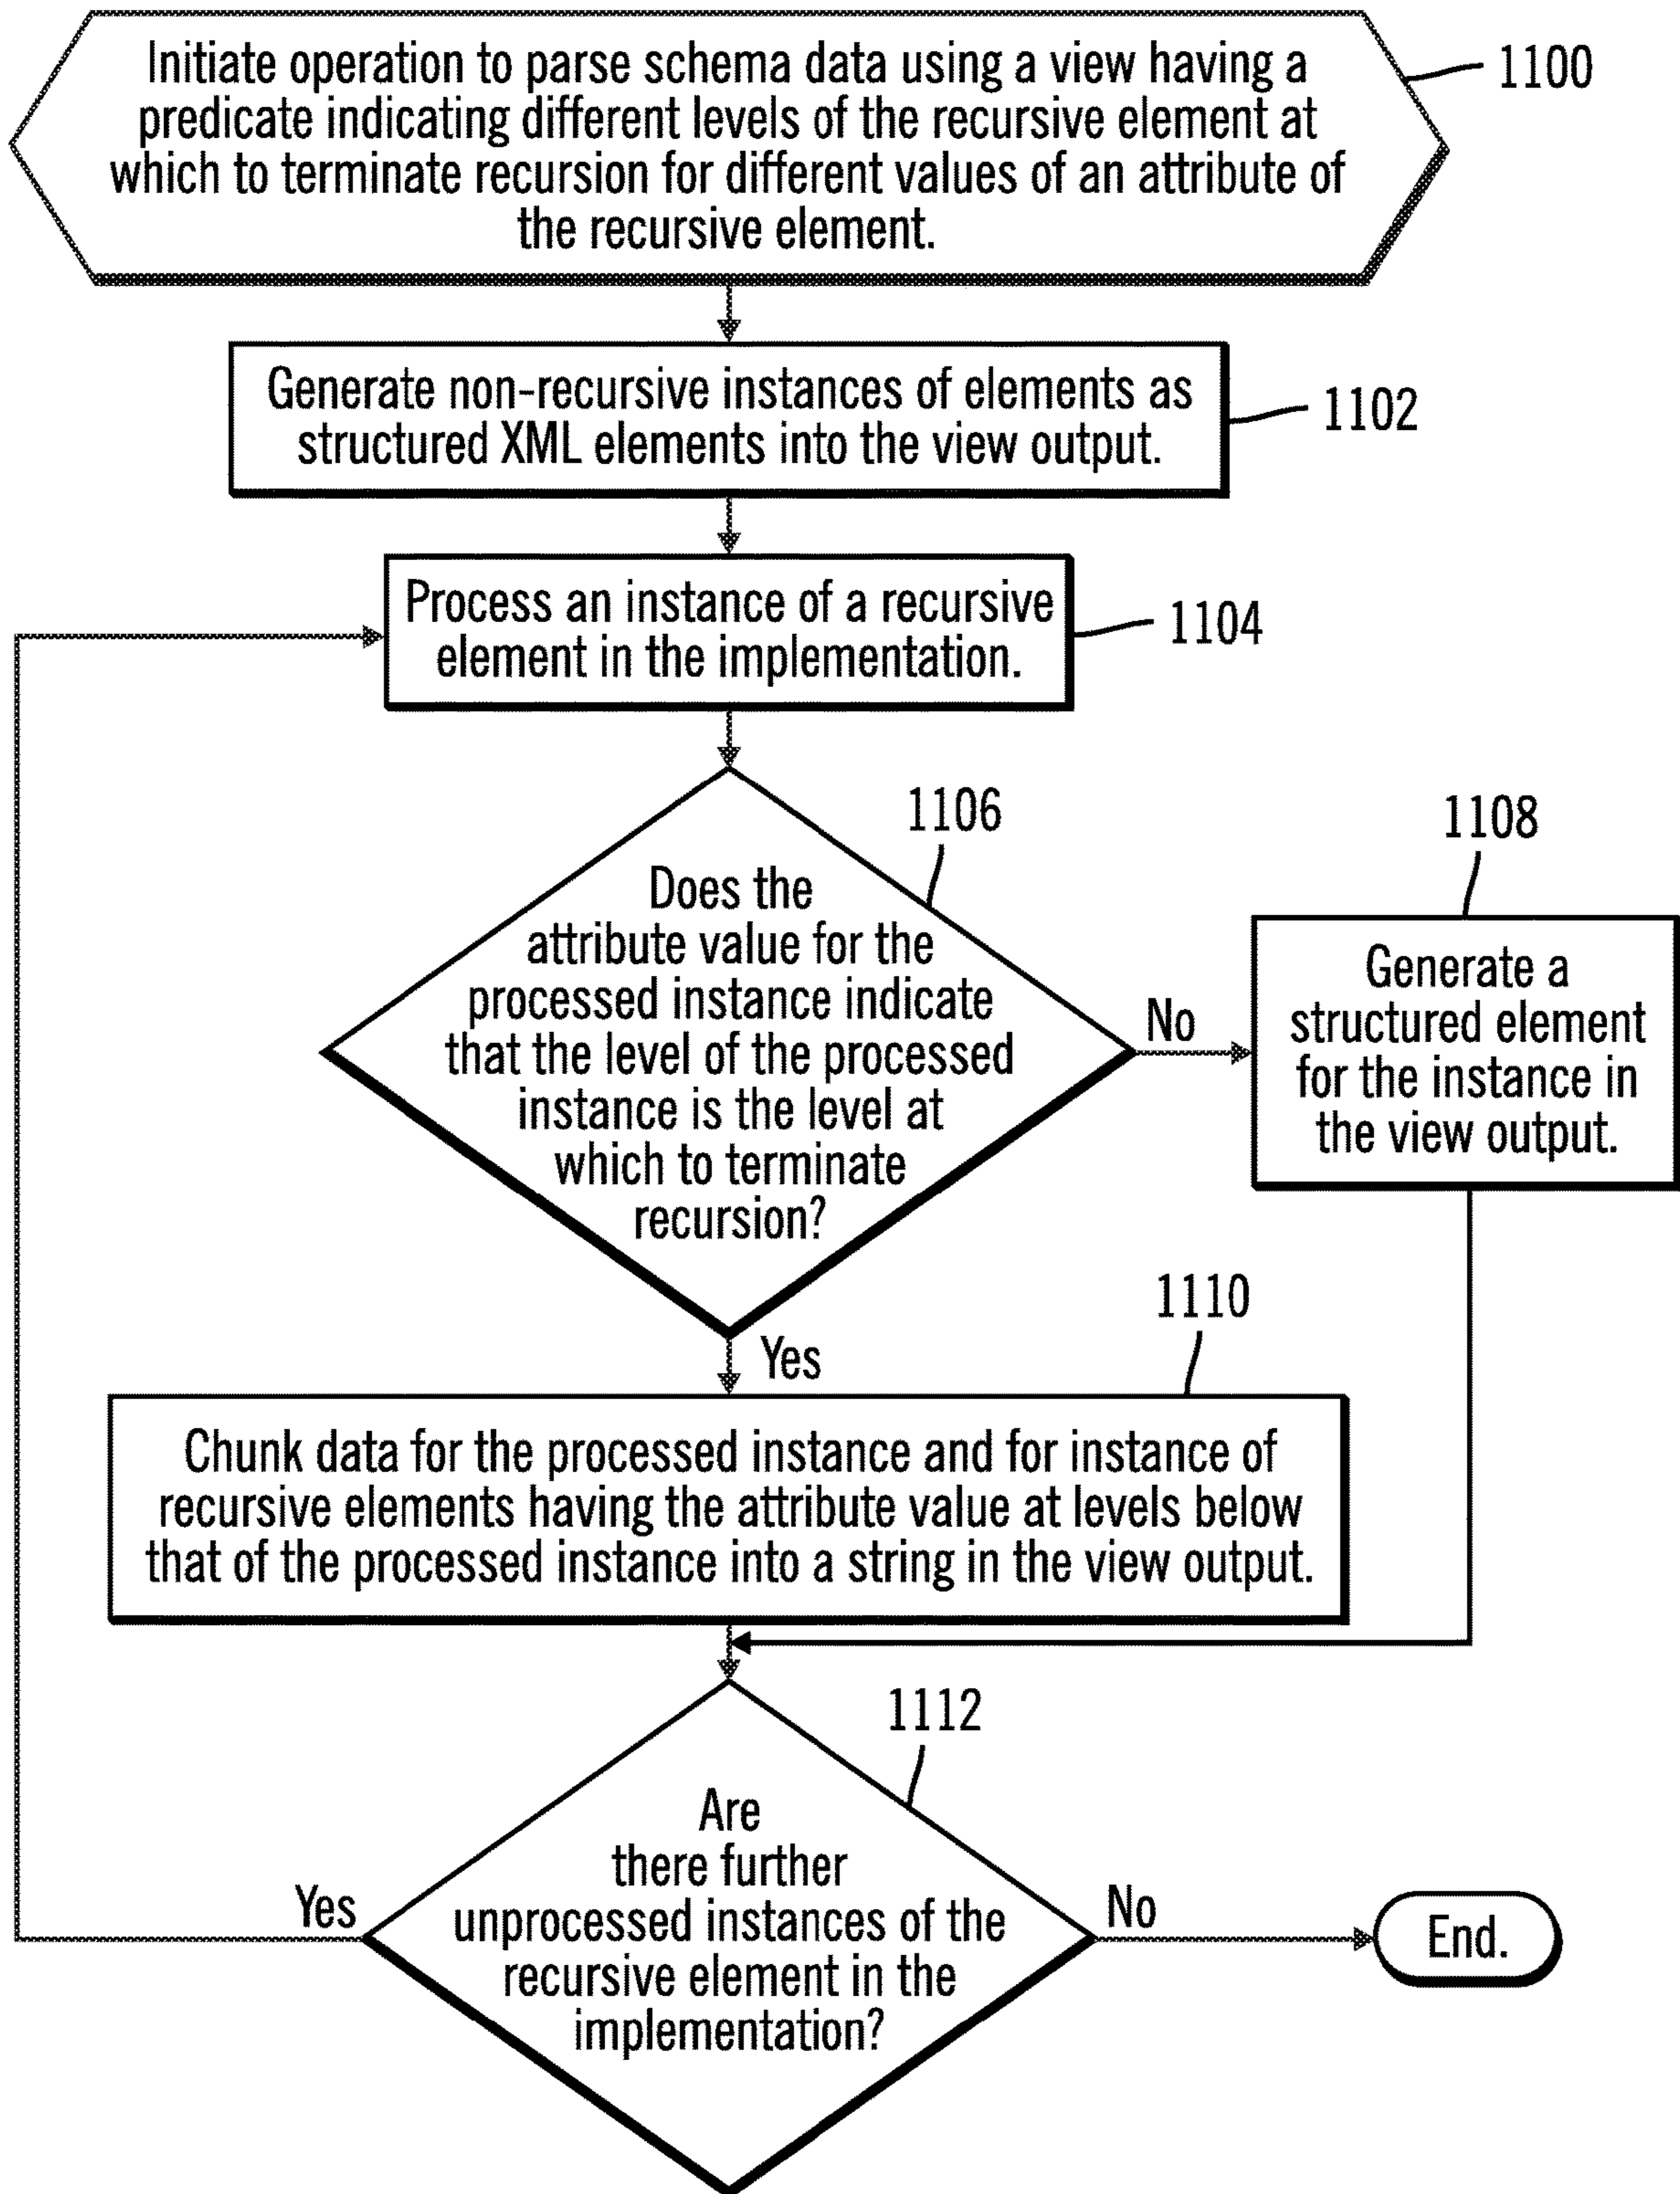 Initiate operation to parse schema data using a view having a
predicate indicating different levels of the recursive element at
which to terminate recursion for different values of an attribute of
the recursive element.
1100
Generate non-recursive instances of elements as
structured XML elements into the view output.
1102
Process an instance of a recursive
element in the implementation.
1104
1106
Does the
attribute value for the
processed instance indicate
that the level of the processed
instance is the level at
which to terminate
recursion?
No
1108
Generate a
structured element
for the instance in
the view output.
Yes
1110
Chunk data for the processed instance and for instance of
recursive elements having the attribute value at levels below
that of the processed instance into a string in the view output.
1112
Are
there further
unprocessed instances of the
recursive element in the
implementation?
Yes
No
End.